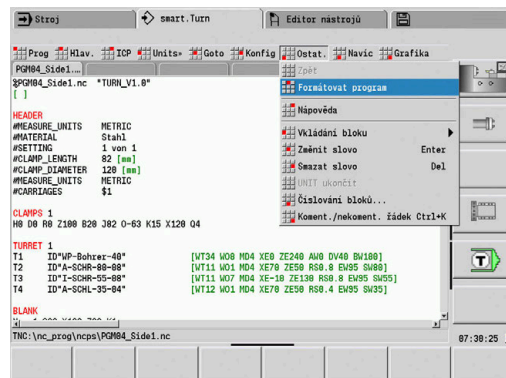 Stroj
smart.Turn
Editor nástrojů
Prog Hlav. ICP Units» Goto Konfig Ostat. Navíc Grafika
PGM04_Side1....
%PGM04_Side1.nc "TURN_V1.0"
[ ]
HEADER
#MEASURE_UNITS METRIC
#MATERIAL Stahl
#SETTING 1 von 1
#CLAMP_LENGTH 82 [mm]
#CLAMP_DIAMETER 120 [mm]
#MEASURE_UNITS METRIC
#CARRIAGES $1
CLAMPS 1
H0 D0 R0 Z100 B20 J02 O-63 K15 X120 Q4
TURRET 1
T1 ID"WP-Bohrer-40" [WT34 WO0 MD4 XE0 ZE240 AW0 DV40 BW180]
T2 ID"A-SCHR-80-08" [WT11 WO1 MD4 XE70 ZE50 RS0.8 EW95 SW80]
T3 ID"I-SCHR-55-08" [WT11 WO7 MD4 XE-10 ZE130 RS0.8 EW95 SW55]
T4 ID"A-SCHL-35-04" [WT12 WO1 MD4 XE70 ZE50 RS0.4 EW95 SW35]
BLANK
Zpět
Formátovat program
Nápověda
Vkládání bloku
Změnit slovo Enter
Smazat slovo Del
UNIT ukončit
Číslování bloků...
Koment./nekoment. řádek Ctrl+K
T
TNC:\nc_prog\ncps\PGM04_Side1.nc
07:30:25